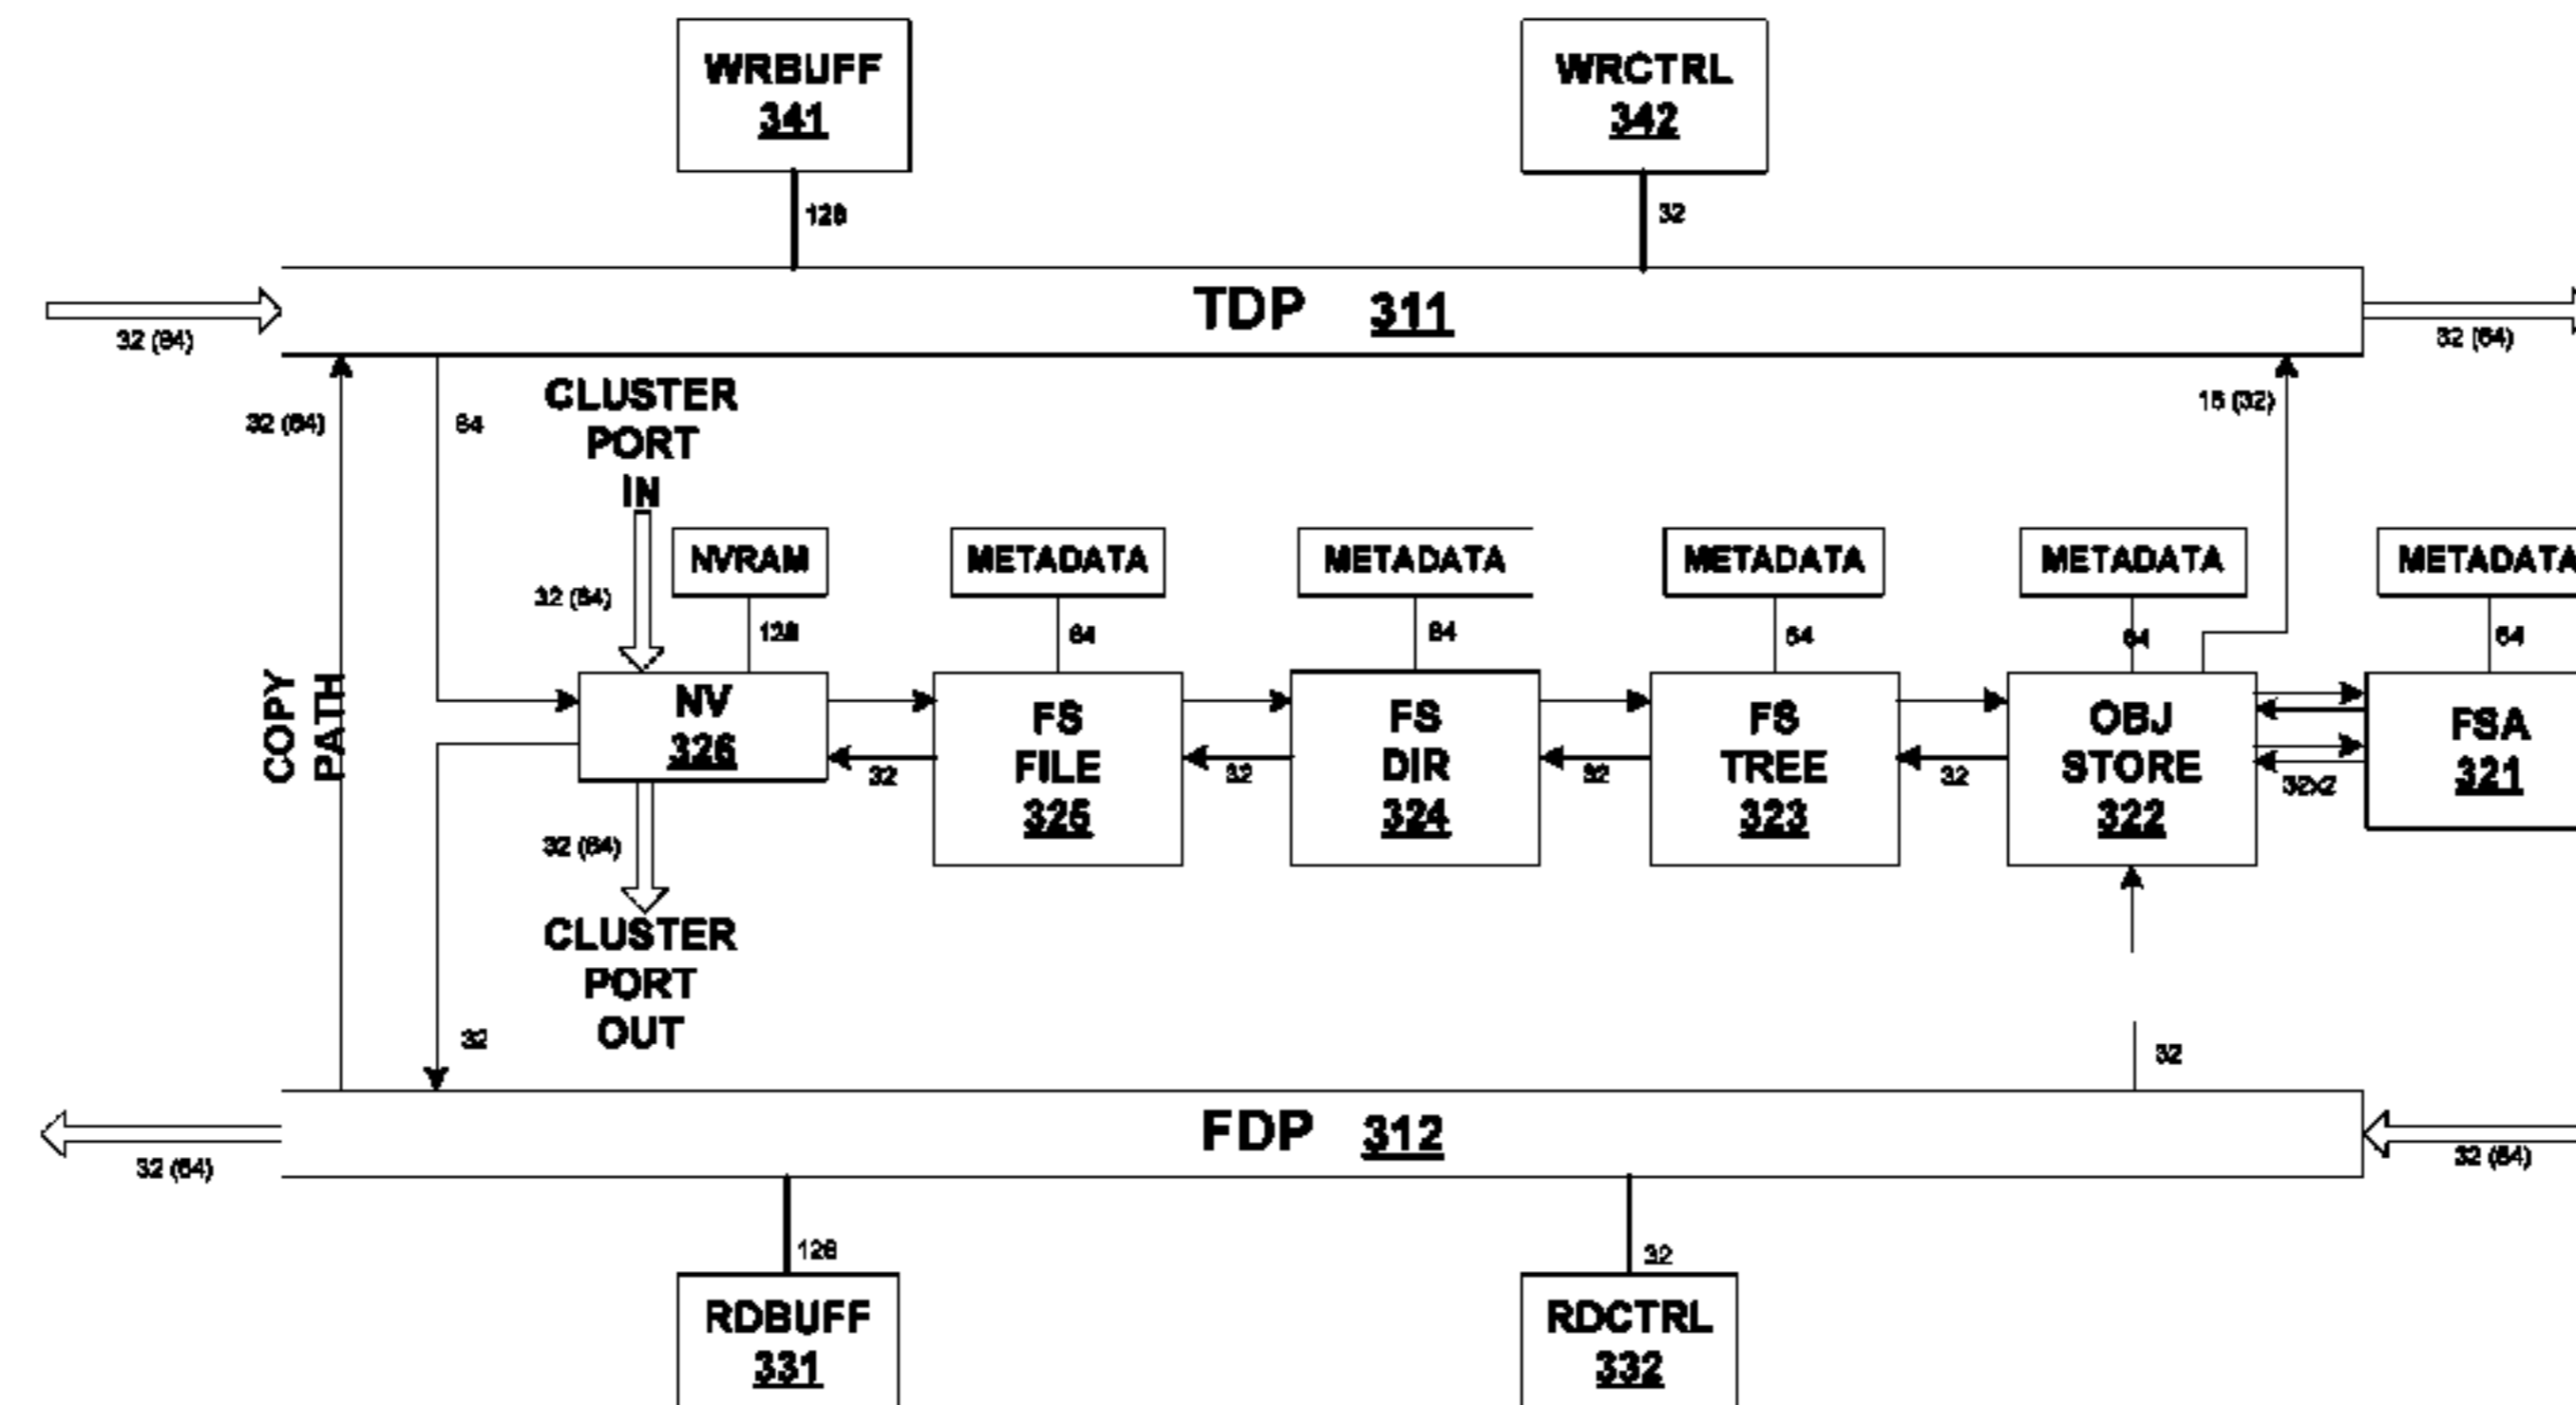 WRBUFF
341
WRCTRL
342
128
32
TDP 311
32 (64)
32 (64)
32 (64)
64
CLUSTER
PORT
IN
16 (32)
NVRAM
METADATA
METADATA
METADATA
METADATA
METADATA
32 (64)
128
64
64
64
64
64
COPY
PATH
NV
326
FS
FILE
325
FS
DIR
324
FS
TREE
323
OBJ
STORE
322
FSA
321
32
32
32
32
32x2
32 (64)
CLUSTER
PORT
OUT
32
32
FDP 312
32 (64)
32 (64)
128
32
RDBUFF
331
RDCTRL
332